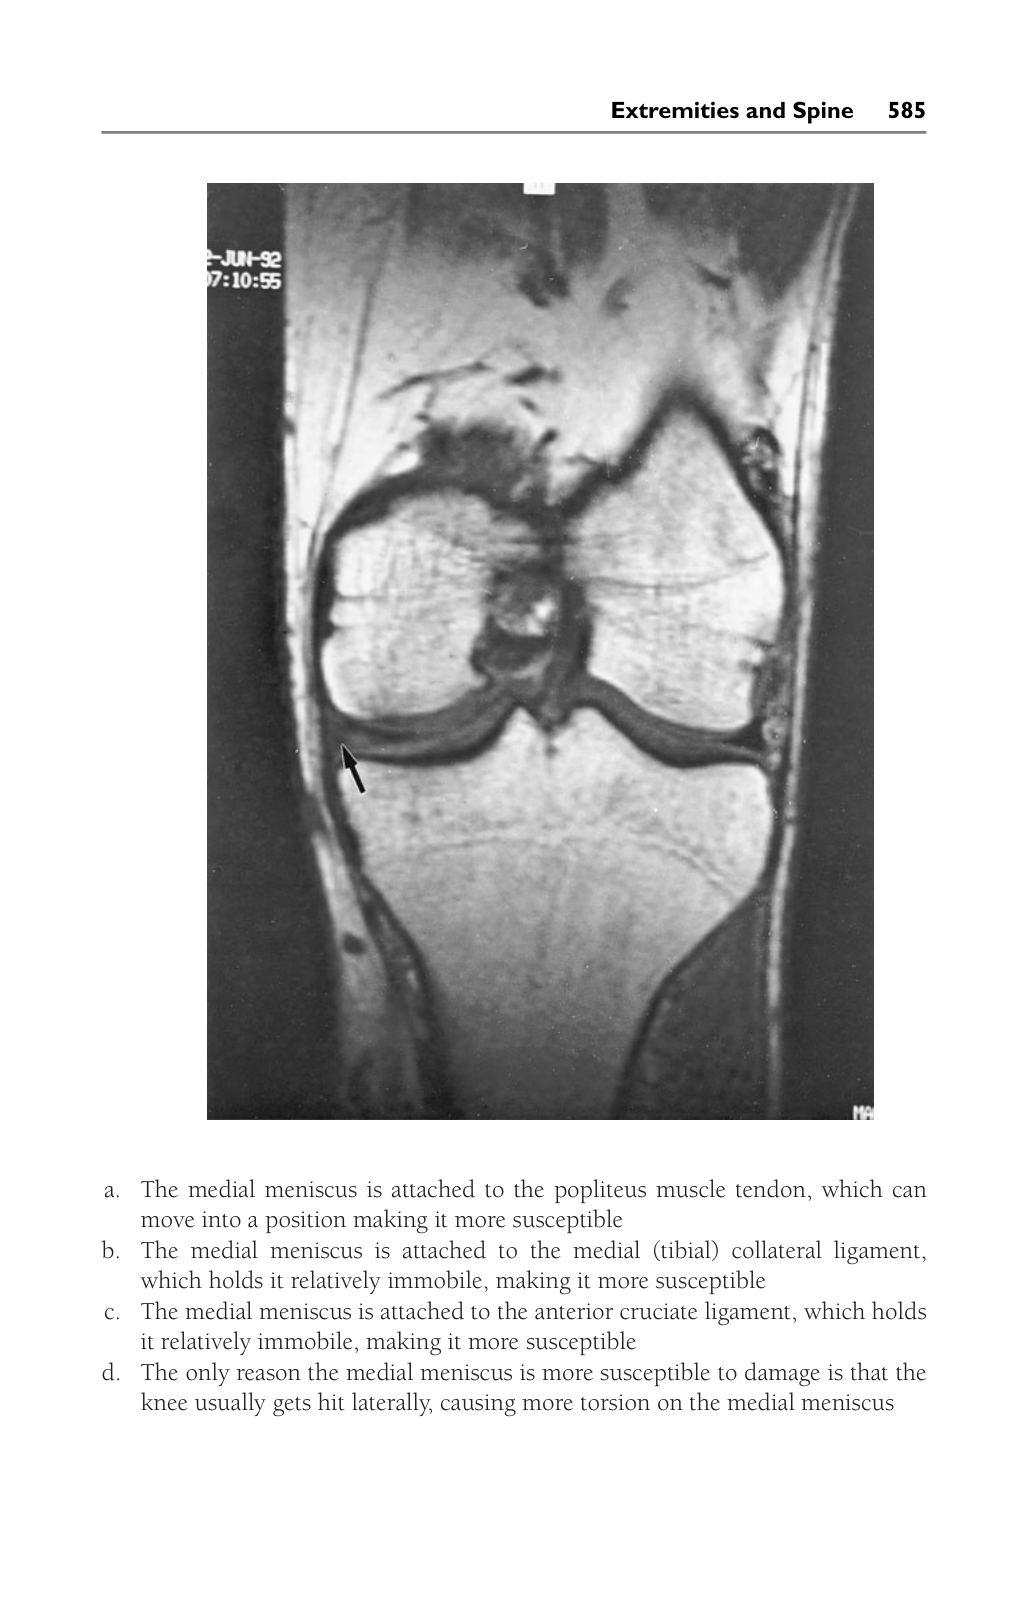 Extremities and Spine 585
2-JUN-92
07:10:55
MA
a. The medial meniscus is attached to the popliteus muscle tendon, which can
move into a position making it more susceptible
b. The medial meniscus is attached to the medial (tibial) collateral ligament,
which holds it relatively immobile, making it more susceptible
c. The medial meniscus is attached to the anterior cruciate ligament, which holds
it relatively immobile, making it more susceptible
d. The only reason the medial meniscus is more susceptible to damage is that the
knee usually gets hit laterally, causing more torsion on the medial meniscus